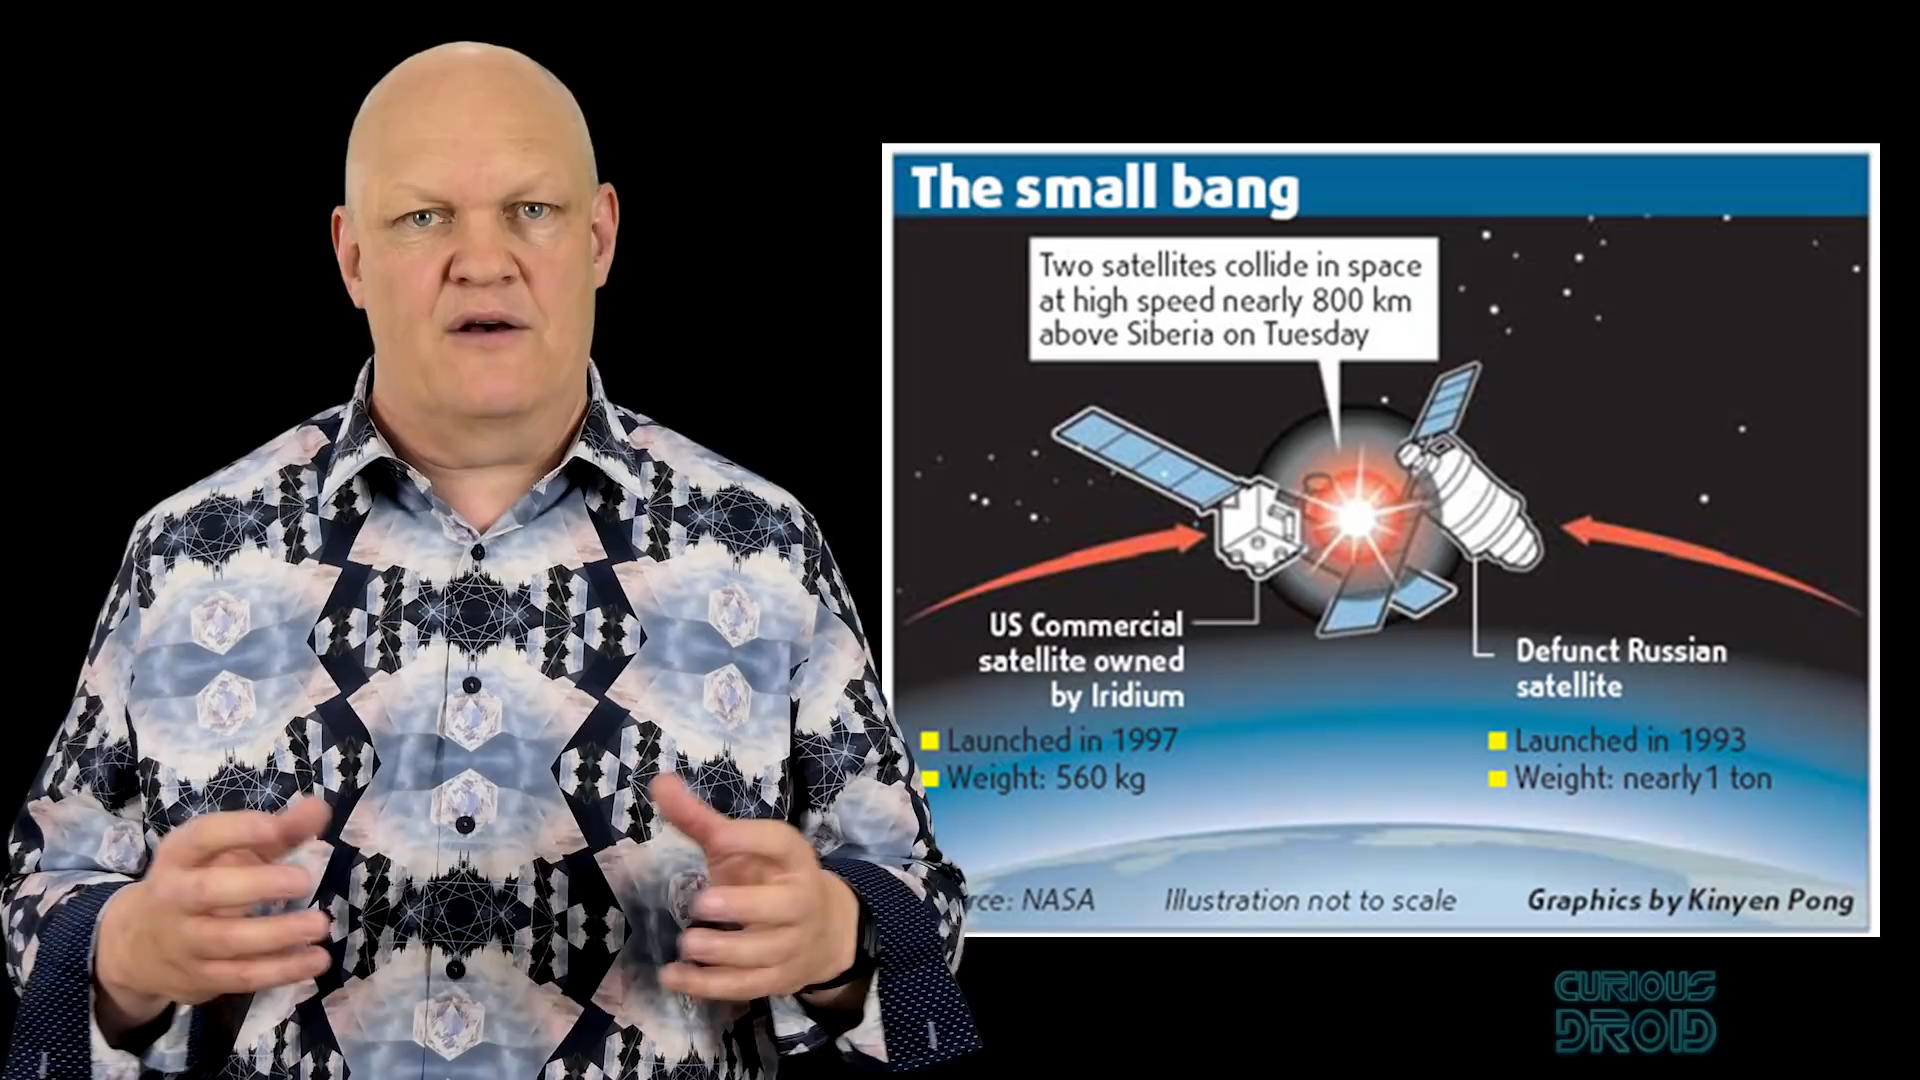 The small bang
Two satellites collide in space
at high speed nearly 800 km
above Siberia on Tuesday
US Commercial
satellite owned
by Iridium
Launched in 1997
Weight: 560 kg
Defunct Russian
satellite
Launched in 1993
Weight: nearly 1 ton
NASA
Illustration not to scale
Graphics by Kinyen Pong
CURIOUS
DROID